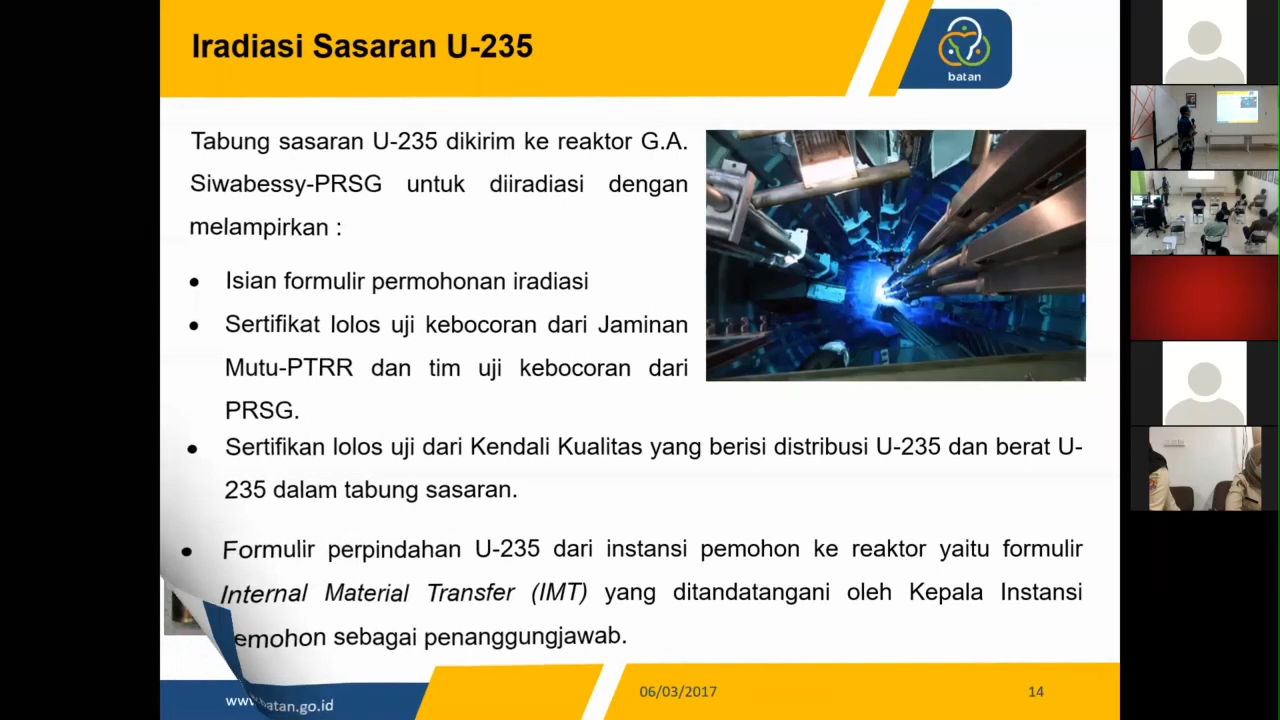 Iradiasi Sasaran U-235
batan
Tabung sasaran U-235 dikirim ke reaktor G.A.
Siwabessy-PRSG untuk diiradiasi dengan
melampirkan :
• Isian formulir permohonan iradiasi
• Sertifikat lolos uji kebocoran dari Jaminan
Mutu-PTRR dan tim uji kebocoran dari
PRSG.
• Sertifikan lolos uji dari Kendali Kualitas yang berisi distribusi U-235 dan berat U-
235 dalam tabung sasaran.
• Formulir perpindahan U-235 dari instansi pemohon ke reaktor yaitu formulir
Internal Material Transfer (IMT) yang ditandatangani oleh Kepala Instansi
emohon sebagai penanggungjawab.
www.batan.go.id
06/03/2017
14